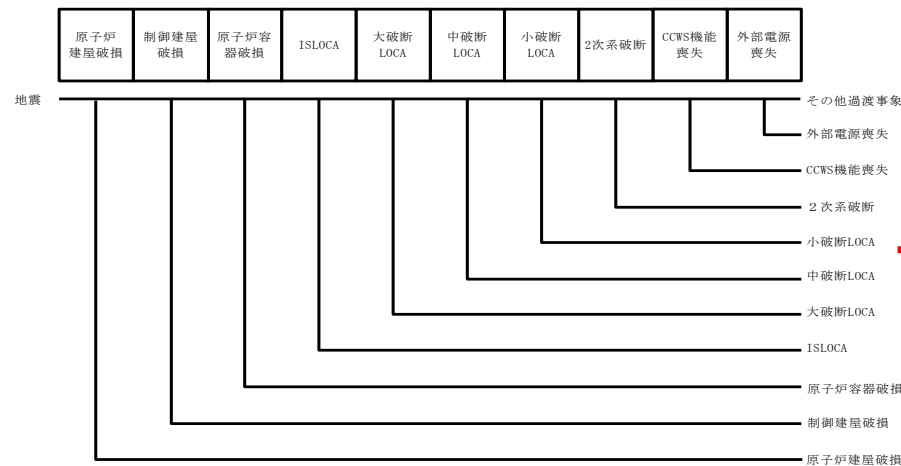 原子炉
建屋破損
制御建屋
破損
原子炉容
器破損
ISLOCA
大破断
LOCA
中破断
LOCA
小破断
LOCA
2次系破断
CCWS機能
喪失
外部電源
喪失
地震
その他過渡事象
外部電源喪失
CCWS機能喪失
２次系破断
小破断LOCA
中破断LOCA
大破断LOCA
ISLOCA
原子炉容器破損
制御建屋破損
原子炉建屋破損